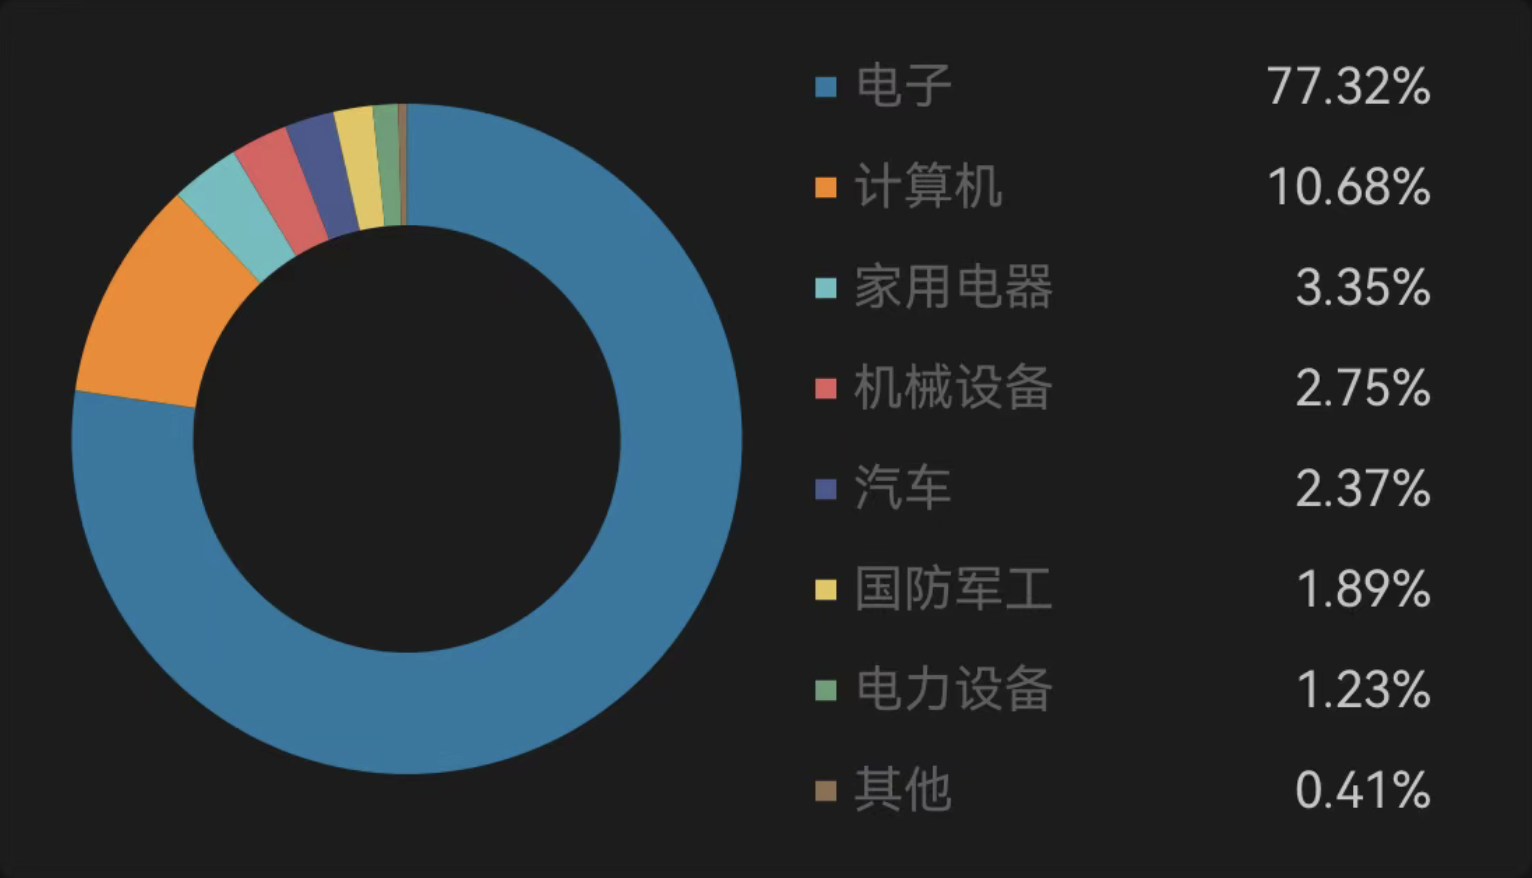 电子 77.32%
计算机 10.68%
家用电器 3.35%
机械设备 2.75%
汽车 2.37%
国防军工 1.89%
电力设备 1.23%
其他 0.41%